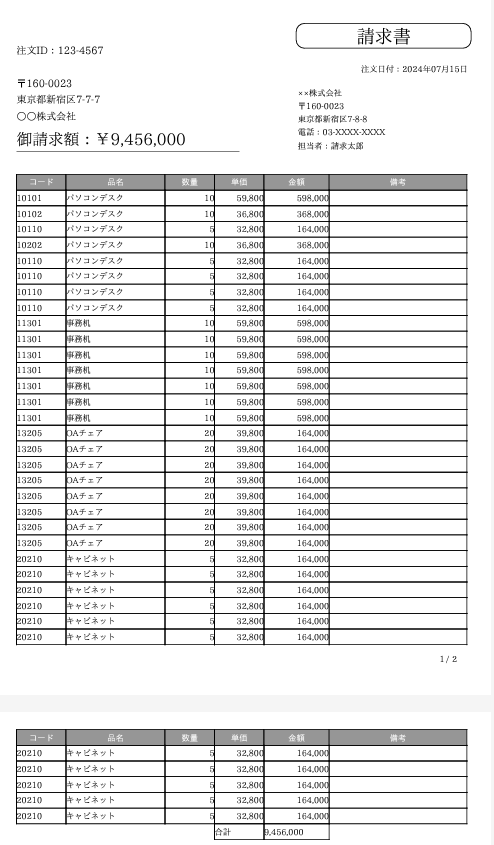 請求書
注文ID：123-4567
注文日付：2024年07月15日
〒160-0023
東京都新宿区7-7-7
〇〇株式会社
御請求額：￥9,456,000
××株式会社
〒160-0023
東京都新宿区7-8-8
電話：03-XXXX-XXXX
担当者：請求太郎
コード 品名 数量 単価 金額 備考
10101 パソコンデスク 10 59,800 598,000
10102 パソコンデスク 10 36,800 368,000
10110 パソコンデスク 5 32,800 164,000
10202 パソコンデスク 10 36,800 368,000
10110 パソコンデスク 5 32,800 164,000
10110 パソコンデスク 5 32,800 164,000
10110 パソコンデスク 5 32,800 164,000
10110 パソコンデスク 5 32,800 164,000
11301 事務机 10 59,800 598,000
11301 事務机 10 59,800 598,000
11301 事務机 10 59,800 598,000
11301 事務机 10 59,800 598,000
11301 事務机 10 59,800 598,000
11301 事務机 10 59,800 598,000
11301 事務机 10 59,800 598,000
13205 OAチェア 20 39,800 164,000
13205 OAチェア 20 39,800 164,000
13205 OAチェア 20 39,800 164,000
13205 OAチェア 20 39,800 164,000
13205 OAチェア 20 39,800 164,000
13205 OAチェア 20 39,800 164,000
13205 OAチェア 20 39,800 164,000
13205 OAチェア 20 39,800 164,000
20210 キャビネット 5 32,800 164,000
20210 キャビネット 5 32,800 164,000
20210 キャビネット 5 32,800 164,000
20210 キャビネット 5 32,800 164,000
20210 キャビネット 5 32,800 164,000
20210 キャビネット 5 32,800 164,000
1 / 2
コード 品名 数量 単価 金額 備考
20210 キャビネット 5 32,800 164,000
20210 キャビネット 5 32,800 164,000
20210 キャビネット 5 32,800 164,000
20210 キャビネット 5 32,800 164,000
20210 キャビネット 5 32,800 164,000
合計 9,456,000